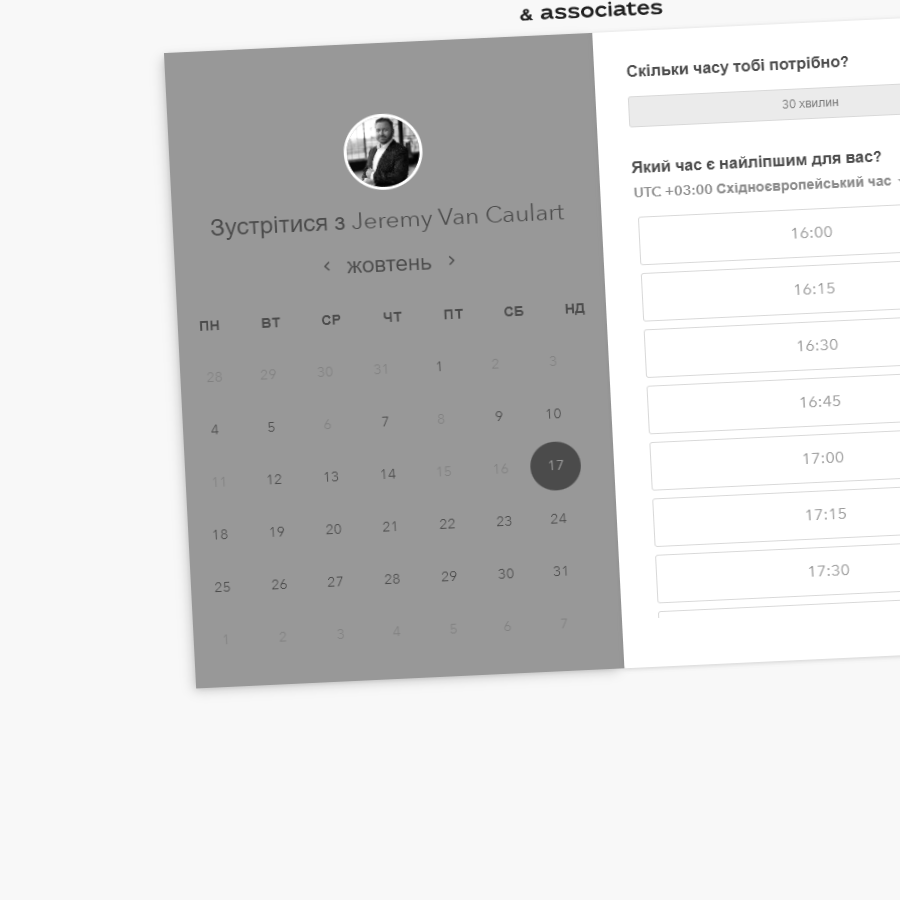 & associates
Зустрітися з Jeremy Van Caulart
жовтень
ПН ВТ СР ЧТ ПТ СБ НД
28 29 30 31 1 2 3
4 5 6 7 8 9 10
11 12 13 14 15 16 17
18 19 20 21 22 23 24
25 26 27 28 29 30 31
1 2 3 4 5 6 7
Скільки часу тобі потрібно?
30 хвилин
Який час є найліпшим для вас?
UTC +03:00 Східноєвропейський час
16:00
16:15
16:30
16:45
17:00
17:15
17:30